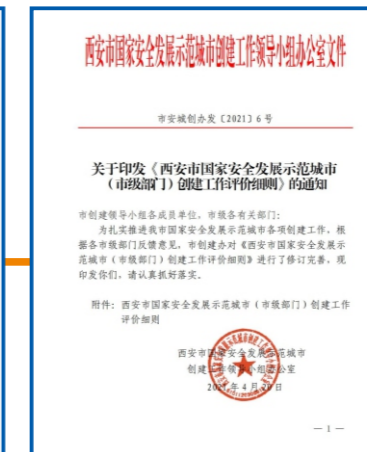 西安市国家安全发展示范城市创建工作领导小组办公室文件
市安城创办发〔2021〕6号
关于印发《西安市国家安全发展示范城市
（市级部门）创建工作评价细则》的通知
市创建领导小组各成员单位，市级各有关部门：
为扎实推进我市国家安全发展示范城市各项创建工作，根
据各市级部门反馈意见，市创建办对《西安市国家安全发展示
范城市（市级部门）创建工作评价细则》进行了修订完善，现
印发你们，请认真抓好落实。
附件：西安市国家安全发展示范城市（市级部门）创建工作
评价细则
西安市国家安全发展示范城市
创建工作领导小组办公室
2021年4月20日
— 1 —